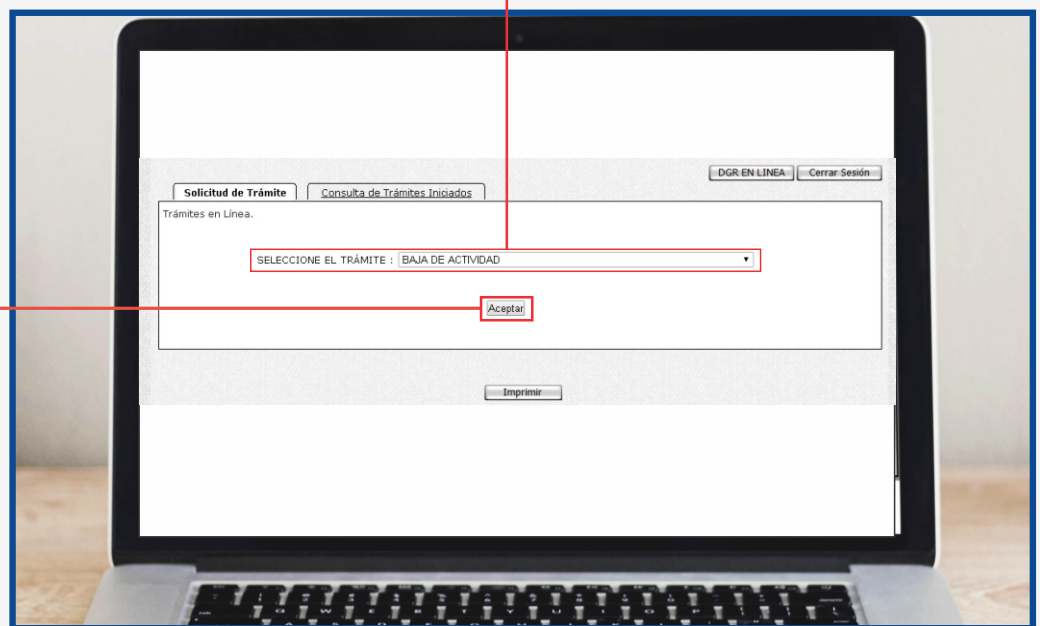 DGR EN LINEA Cerrar Sesión
Solicitud de Trámite Consulta de Trámites Iniciados
Trámites en Línea.
SELECCIONE EL TRÁMITE : BAJA DE ACTIVIDAD
Aceptar
Imprimir